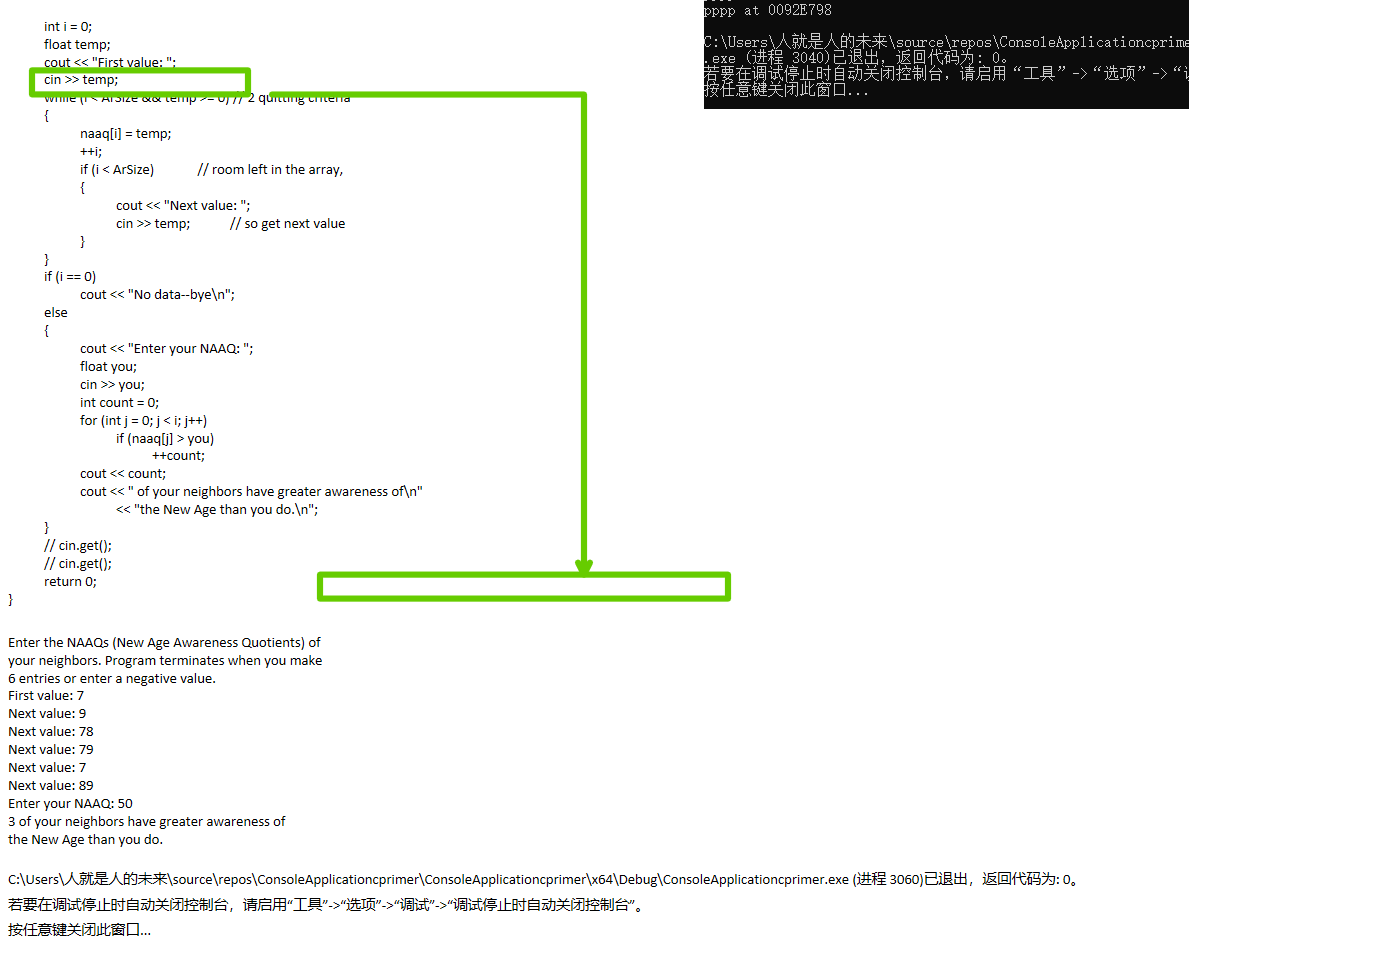 int i = 0;
float temp;
cout << "First value: ";
cin >> temp;
while (i < ArSize && temp >= 0) // 2 quitting criteria
{
naaq[i] = temp;
++i;
if (i < ArSize) // room left in the array,
{
cout << "Next value: ";
cin >> temp; // so get next value
}
}
if (i == 0)
cout << "No data--bye\n";
else
{
cout << "Enter your NAAQ: ";
float you;
cin >> you;
int count = 0;
for (int j = 0; j < i; j++)
if (naaq[j] > you)
++count;
cout << count;
cout << " of your neighbors have greater awareness of\n"
<< "the New Age than you do.\n";
}
// cin.get();
// cin.get();
return 0;
}
Enter the NAAQs (New Age Awareness Quotients) of
your neighbors. Program terminates when you make
6 entries or enter a negative value.
First value: 7
Next value: 9
Next value: 78
Next value: 79
Next value: 7
Next value: 89
Enter your NAAQ: 50
3 of your neighbors have greater awareness of
the New Age than you do.
C:\Users\人就是人的未来\source\repos\ConsoleApplicationcprimer\ConsoleApplicationcprimer\x64\Debug\ConsoleApplicationcprimer.exe (进程 3060)已退出，返回代码为: 0。
若要在调试停止时自动关闭控制台，请启用“工具”->“选项”->“调试”->“调试停止时自动关闭控制台”。
按任意键关闭此窗口...
pppp at 0092E798
C:\Users\人就是人的未来\source\repos\ConsoleApplicationcprime
.exe (进程 3040)已退出，返回代码为: 0。
若要在调试停止时自动关闭控制台，请启用“工具”->“选项”->“
按任意键关闭此窗口...